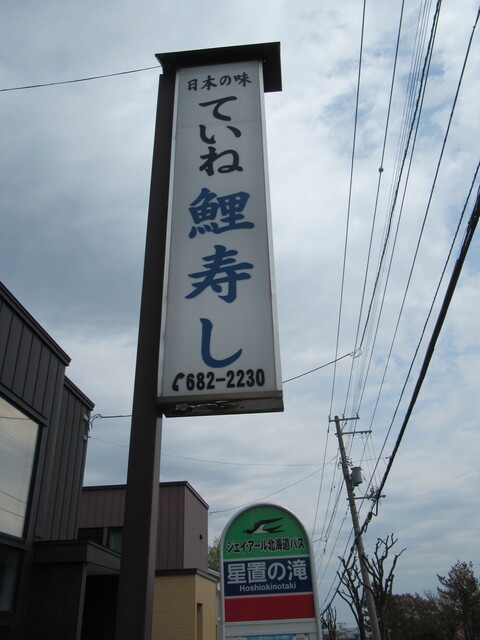 日本の味
ていね
鯉寿し
682-2230
ジェイ・アール北海道バス
星置の滝
Hoshiokinotaki